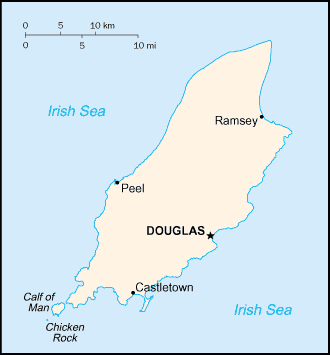 0 5 10 km
0 5 10 mi
Irish Sea
Ramsey
Peel
DOUGLAS
Castletown
Calf of
Man
Irish Sea
Chicken
Rock